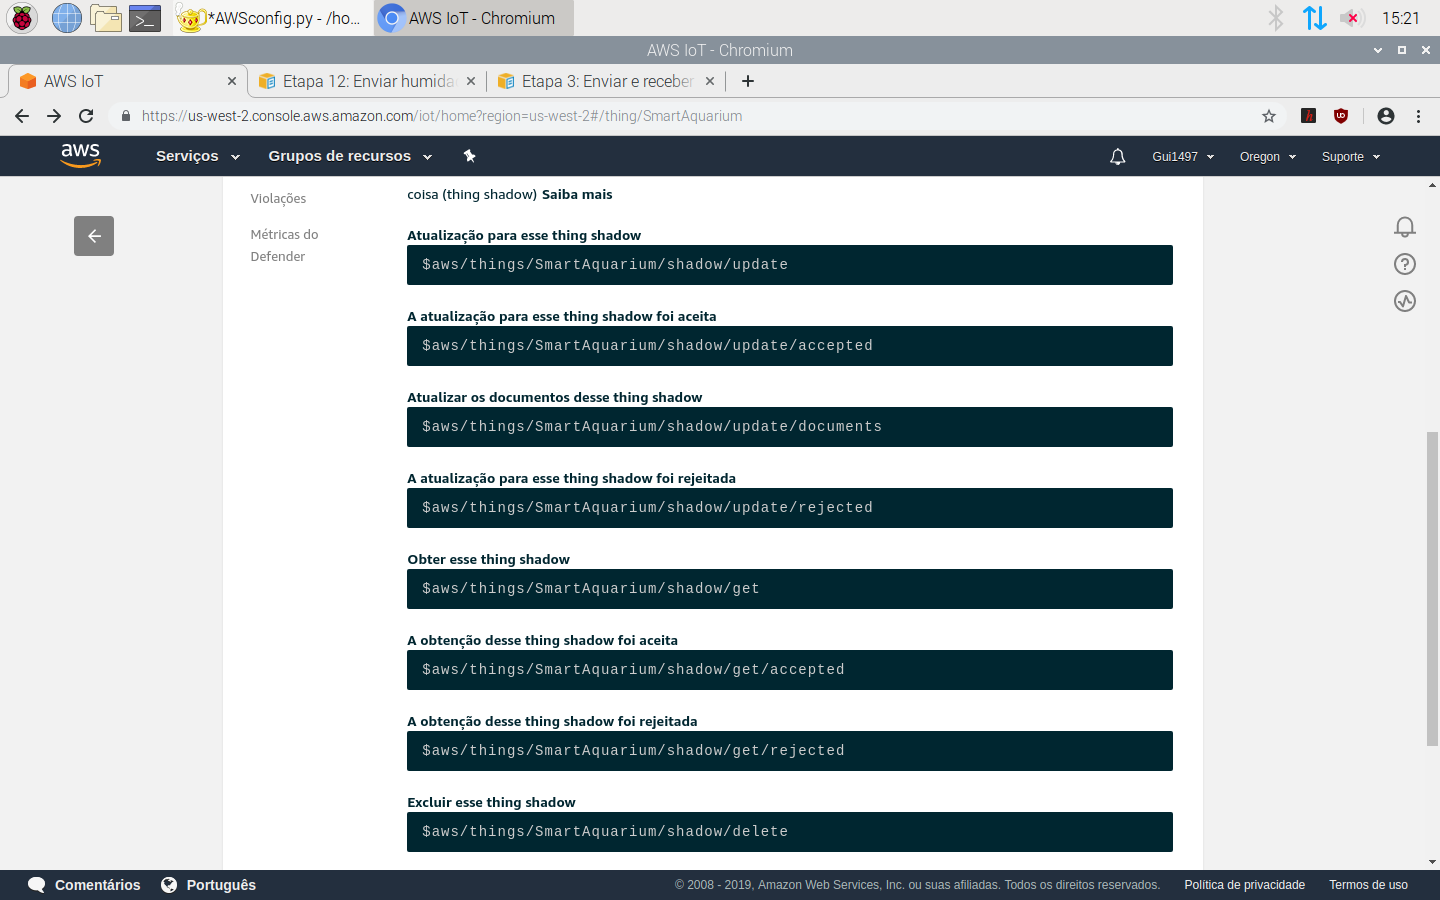 *AWSconfig.py - /ho...
AWS IoT - Chromium
15:21
AWS IoT - Chromium
AWS IoT
Etapa 12: Enviar humida
Etapa 3: Enviar e receber
https://us-west-2.console.aws.amazon.com/iot/home?region=us-west-2#/thing/SmartAquarium
aws
Serviços
Grupos de recursos
Gui1497
Oregon
Suporte
Violações
Métricas do
Defender
coisa (thing shadow) Saiba mais
Atualização para esse thing shadow
$aws/things/SmartAquarium/shadow/update
A atualização para esse thing shadow foi aceita
$aws/things/SmartAquarium/shadow/update/accepted
Atualizar os documentos desse thing shadow
$aws/things/SmartAquarium/shadow/update/documents
A atualização para esse thing shadow foi rejeitada
$aws/things/SmartAquarium/shadow/update/rejected
Obter esse thing shadow
$aws/things/SmartAquarium/shadow/get
A obtenção desse thing shadow foi aceita
$aws/things/SmartAquarium/shadow/get/accepted
A obtenção desse thing shadow foi rejeitada
$aws/things/SmartAquarium/shadow/get/rejected
Excluir esse thing shadow
$aws/things/SmartAquarium/shadow/delete
Comentários
Português
© 2008 - 2019, Amazon Web Services, Inc. ou suas afiliadas. Todos os direitos reservados.
Política de privacidade
Termos de uso